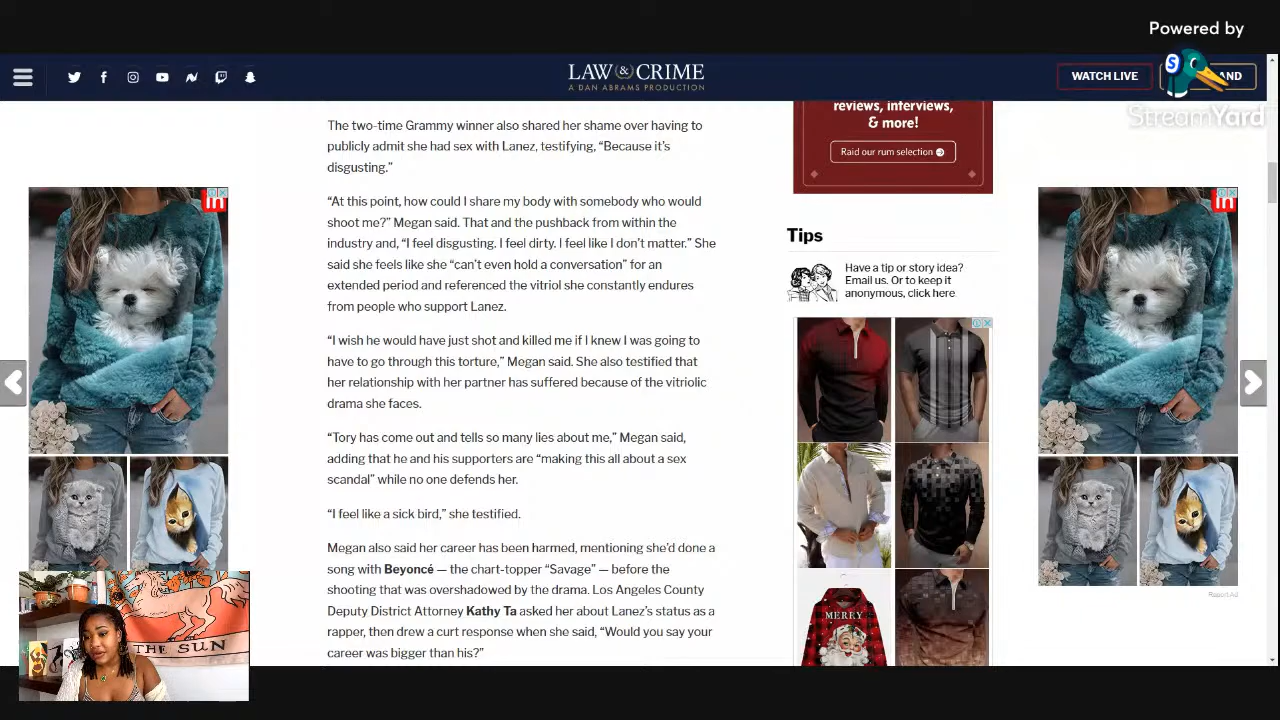 Powered by
StreamYard
LAW & CRIME
A DAN ABRAMS PRODUCTION
WATCH LIVE
AND
The two-time Grammy winner also shared her shame over having to
publicly admit she had sex with Lanez, testifying, “Because it’s
disgusting.”
“At this point, how could I share my body with somebody who would
shoot me?” Megan said. That and the pushback from within the
industry and, “I feel disgusting. I feel dirty. I feel like I don’t matter.” She
said she feels like she “can’t even hold a conversation” for an
extended period and referenced the vitriol she constantly endures
from people who support Lanez.
“I wish he would have just shot and killed me if I knew I was going to
have to go through this torture,” Megan said. She also testified that
her relationship with her partner has suffered because of the vitriolic
drama she faces.
“Tory has come out and tells so many lies about me,” Megan said,
adding that he and his supporters are “making this all about a sex
scandal” while no one defends her.
“I feel like a sick bird,” she testified.
Megan also said her career has been harmed, mentioning she’d done a
song with Beyoncé — the chart-topper “Savage” — before the
shooting that was overshadowed by the drama. Los Angeles County
Deputy District Attorney Kathy Ta asked her about Lanez’s status as a
rapper, then drew a curt response when she said, “Would you say your
career was bigger than his?”
reviews, interviews,
& more!
Raid our rum selection
Tips
Have a tip or story idea?
Email us. Or to keep it
anonymous, click here
MERRY
Report Ad
THE SUN